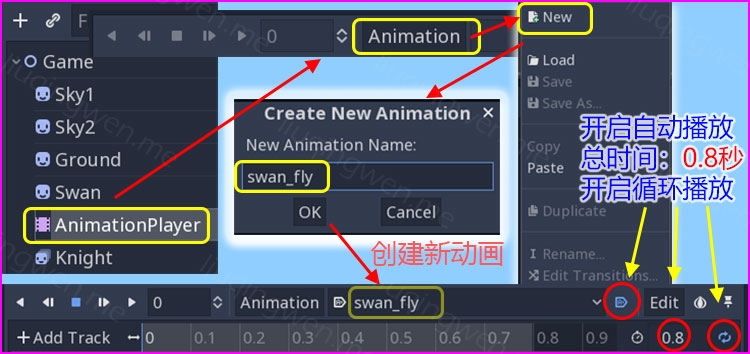 Game
Sky1
Sky2
Ground
Swan
AnimationPlayer
Knight
0
Animation
New
Load
Save
Save As...
Copy
Paste
Duplicate
Rename...
Edit Transitions...
Create New Animation
New Animation Name:
swan_fly
OK
Cancel
创建新动画
开启自动播放
总时间：0.8秒
开启循环播放
0
Animation
swan_fly
Edit
Add Track
0
0.1
0.2
0.3
0.4
0.5
0.6
0.7
0.8
0.9
0.8
liuqingwen.me